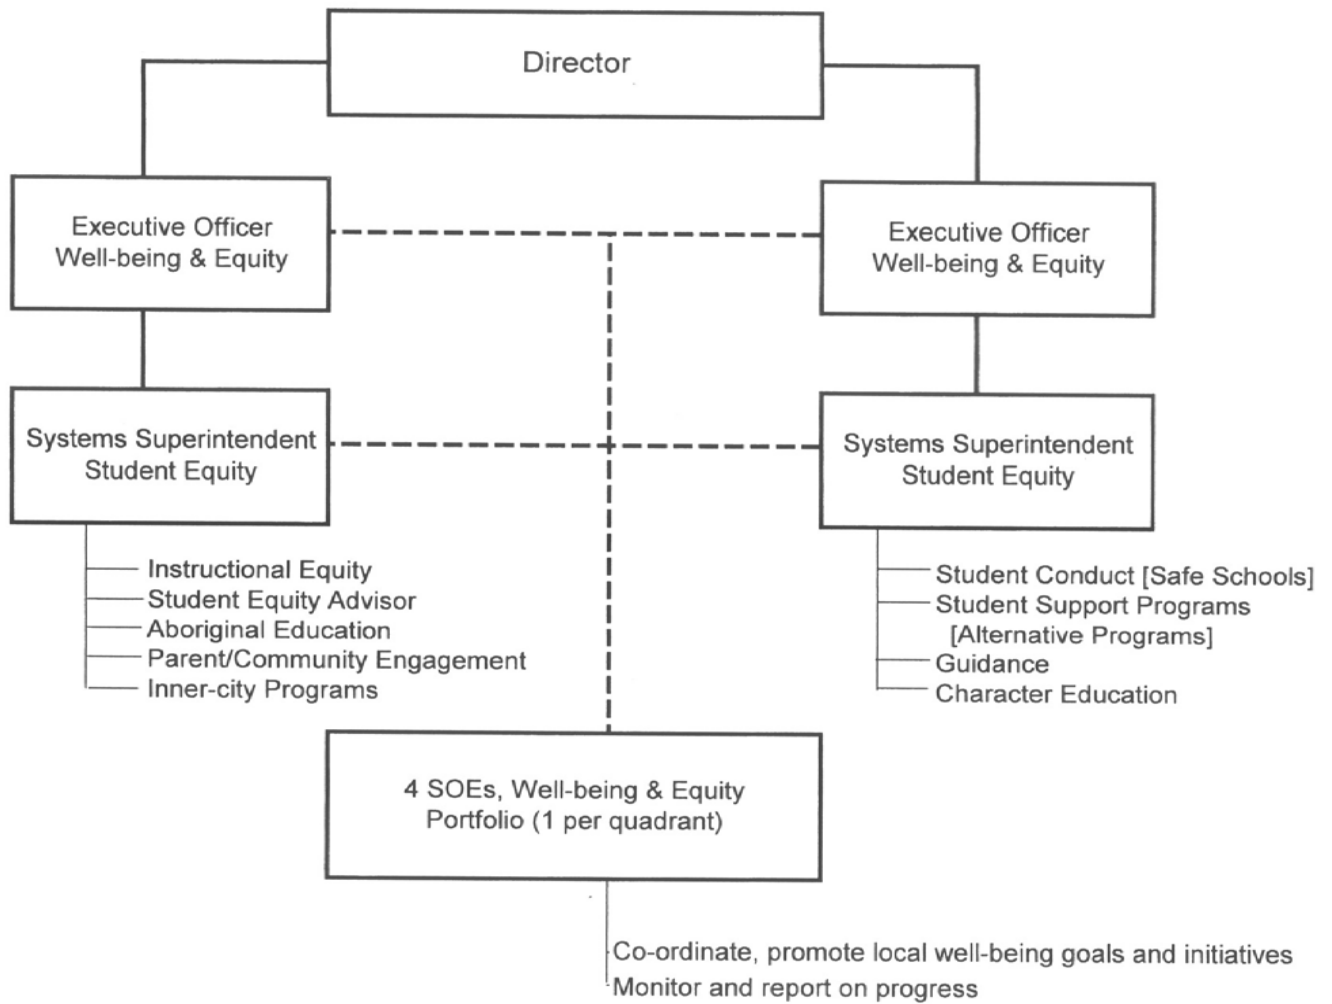 Director
Executive Officer
Well-being & Equity
Executive Officer
Well-being & Equity
Systems Superintendent
Student Equity
Systems Superintendent
Student Equity
Instructional Equity
Student Equity Advisor
Aboriginal Education
Parent/Community Engagement
Inner-city Programs
Student Conduct [Safe Schools]
Student Support Programs
[Alternative Programs]
Guidance
Character Education
4 SOEs, Well-being & Equity
Portfolio (1 per quadrant)
Co-ordinate, promote local well-being goals and initiatives
Monitor and report on progress